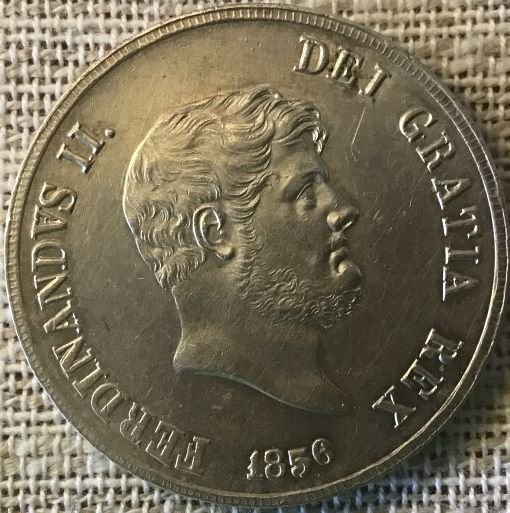 FERDINANDVS II.
DEI GRATIA REX
1856